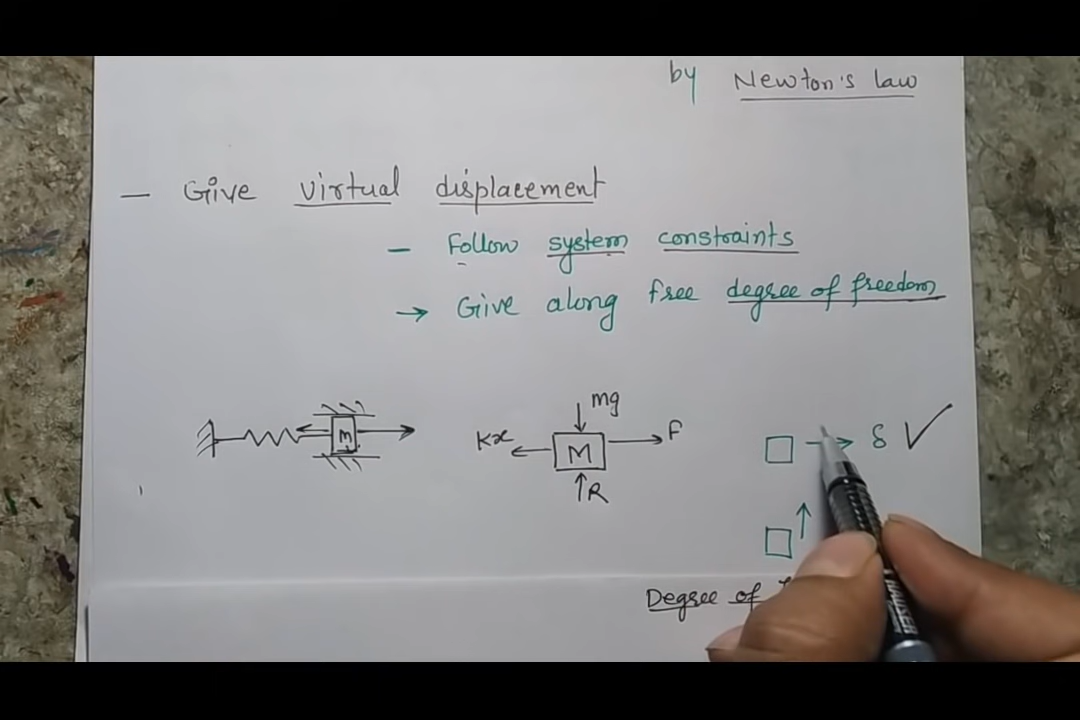 by Newton's law
- Give virtual displacement
- Follow system constraints
→ Give along free degree of freedom
m
mg
Kx
M
F
R
δ ✓
Degree of